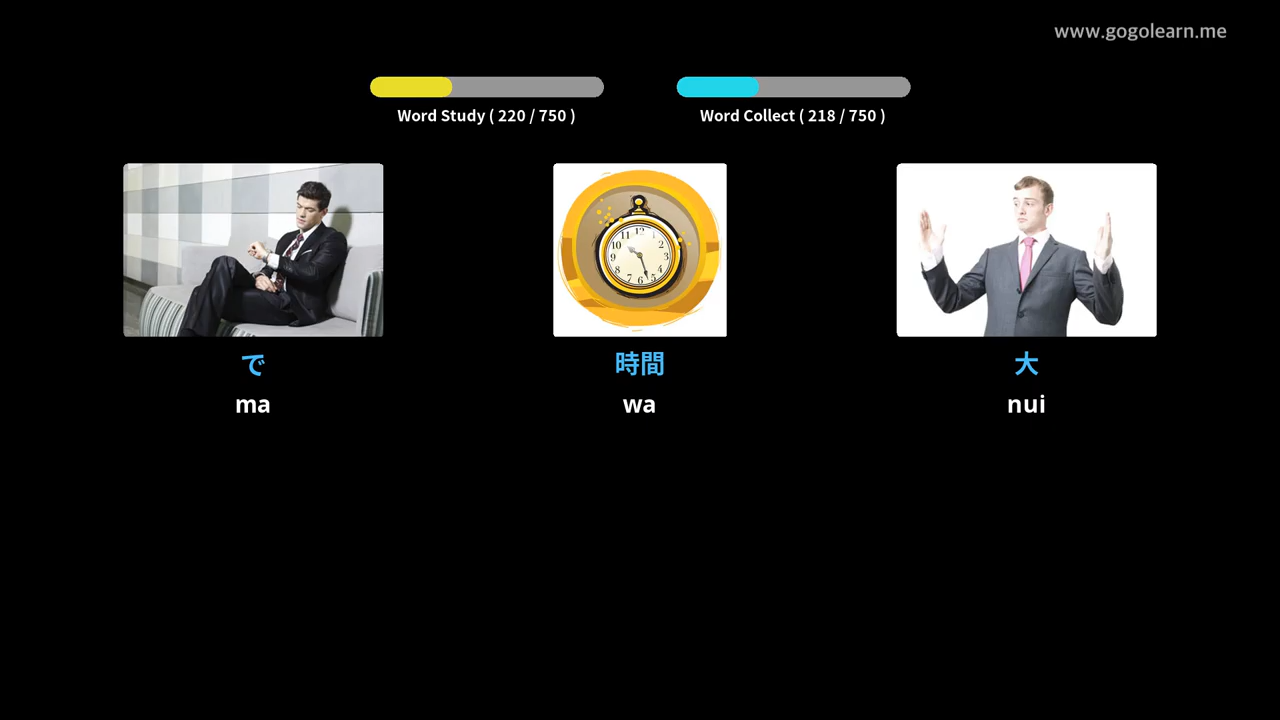 www.gogolearn.me
Word Study ( 220 / 750 )
Word Collect ( 218 / 750 )
で
時間
大
ma
wa
nui